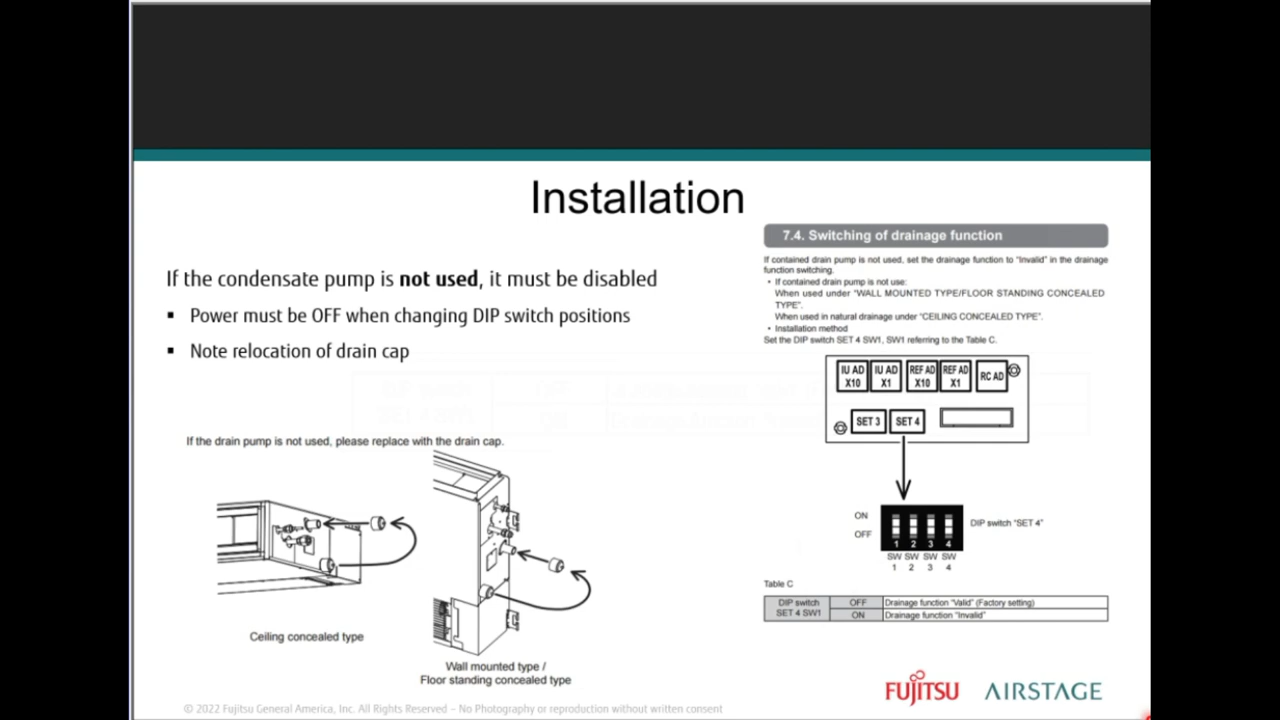 Installation
If the condensate pump is not used, it must be disabled
▪ Power must be OFF when changing DIP switch positions
▪ Note relocation of drain cap
If the drain pump is not used, please replace with the drain cap.
Ceiling concealed type
Wall mounted type /
Floor standing concealed type
7.4. Switching of drainage function
If contained drain pump is not used, set the drainage function to “Invalid” in the drainage
function switching.
• If contained drain pump is not use:
When used under “WALL MOUNTED TYPE/FLOOR STANDING CONCEALED
TYPE”.
When used in natural drainage under “CEILING CONCEALED TYPE”.
• Installation method
Set the DIP switch SET 4 SW1, SW1 referring to the Table C.
IU AD IU AD REF AD REF AD RC AD
X10 X1 X10 X1
SET 3 SET 4
ON
OFF
1 2 3 4
DIP switch “SET 4”
SW SW SW SW
1 2 3 4
Table C
DIP switch OFF Drainage function “Valid” (Factory setting)
SET 4 SW1 ON Drainage function “Invalid”
FUJITSU AIRSTAGE
© 2022 Fujitsu General America, Inc. All Rights Reserved – No Photography or reproduction without written consent